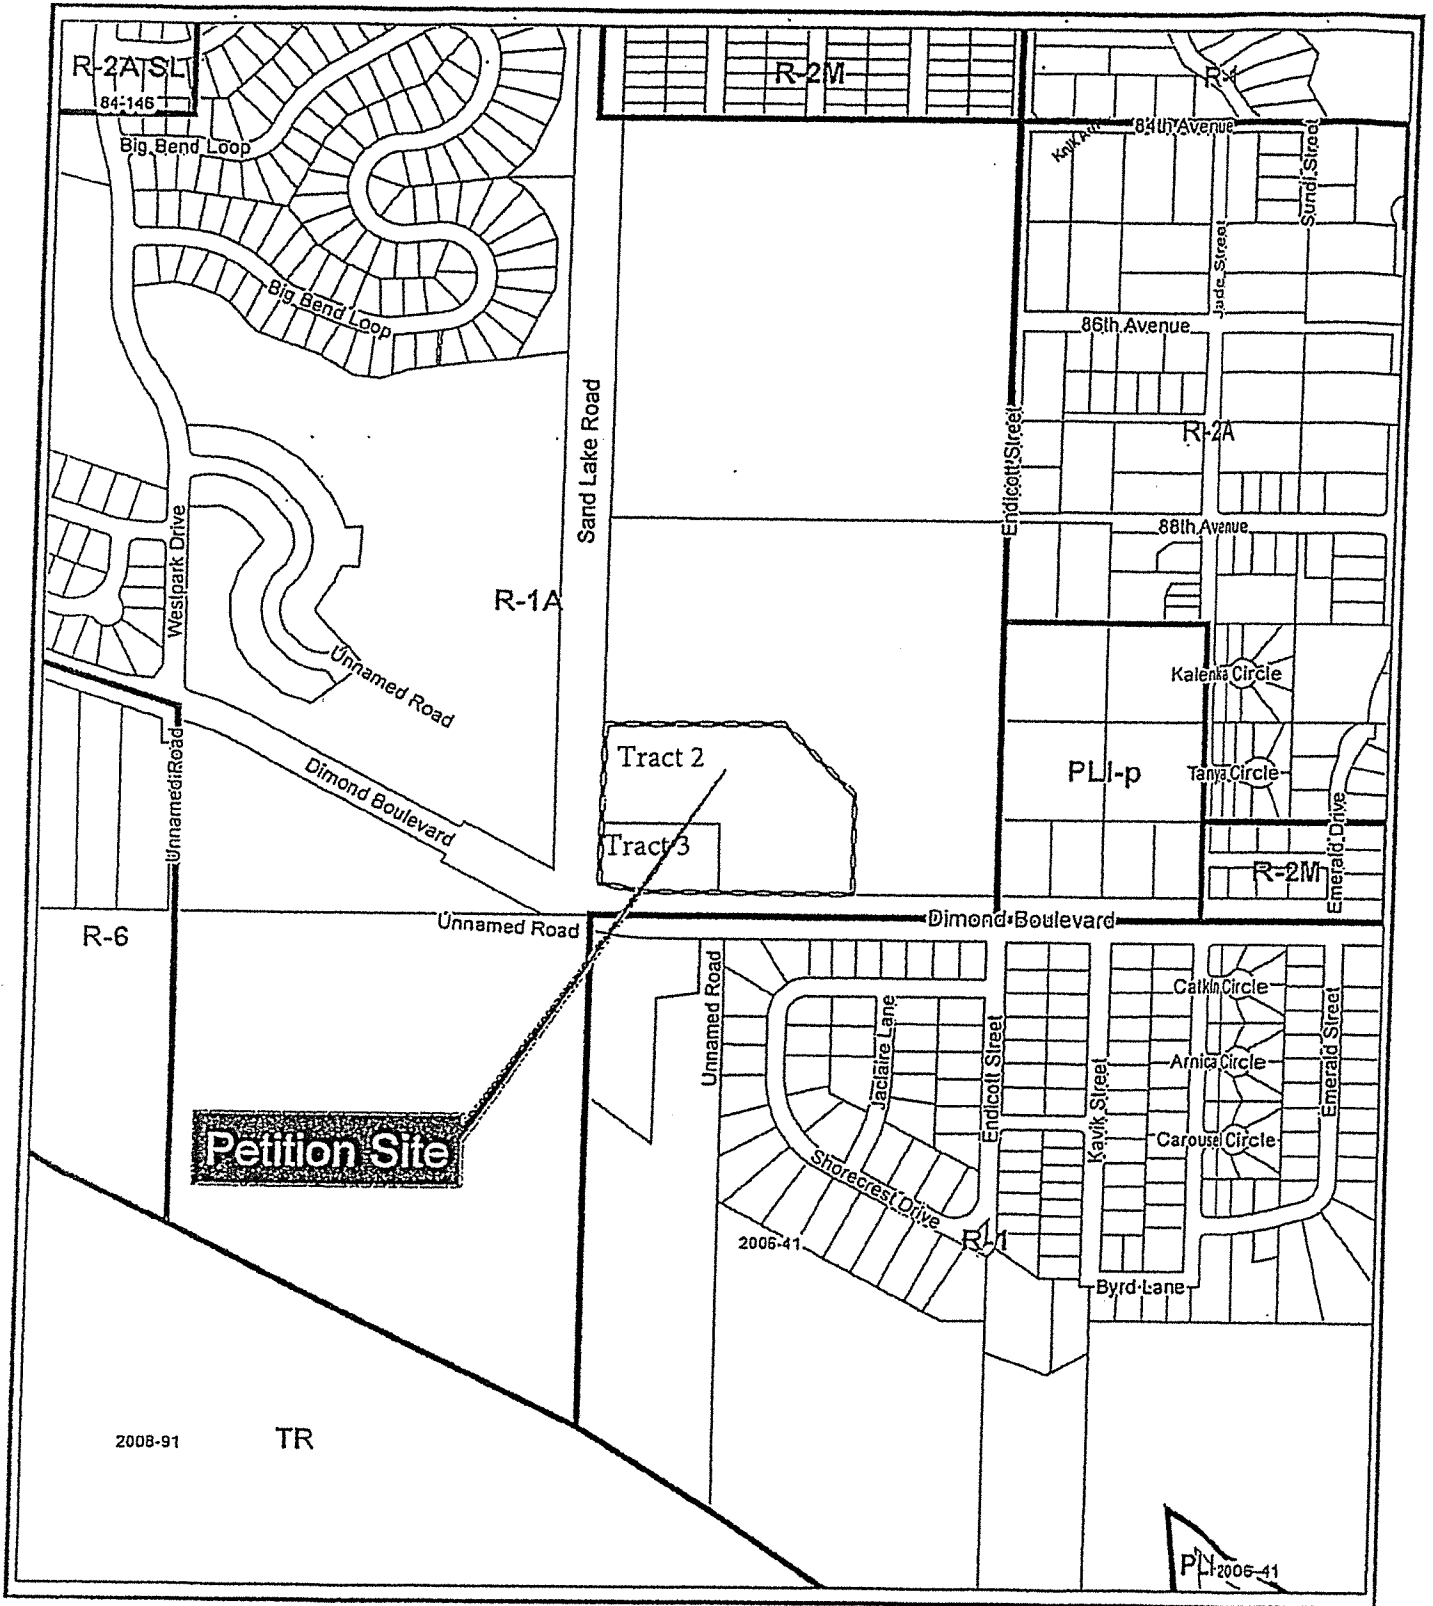 R-2A SL
84-146
Big Bend Loop
R-2M
84th Avenue
Sundi Street
Jade Street
Big Bend Loop
86th Avenue
Sand Lake Road
Endicott Street
R-2A
88th Avenue
Westpark Drive
R-1A
Unnamed Road
Kalenka Circle
Tract 2
PLI-p
Tanya Circle
Unnamed Road
Dimond Boulevard
Tract 3
Emerald Drive
R-2M
Unnamed Road
Dimond Boulevard
R-6
Unnamed Road
Jaclaire Lane
Endicott Street
Kavik Street
Catkin Circle
Arnica Circle
Emerald Street
Carousel Circle
Petition Site
Shorecrest Drive
2006-41
R-1
Byrd Lane
2008-91
TR
PLI
2006-41